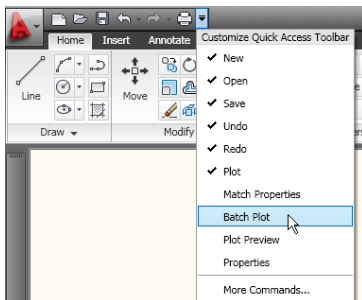 Customize Quick Access Toolbar
Home Insert Annotate
New
Open
Save
Undo
Redo
Plot
Match Properties
Batch Plot
Plot Preview
Properties
More Commands...
Line
Move
Draw
Modify